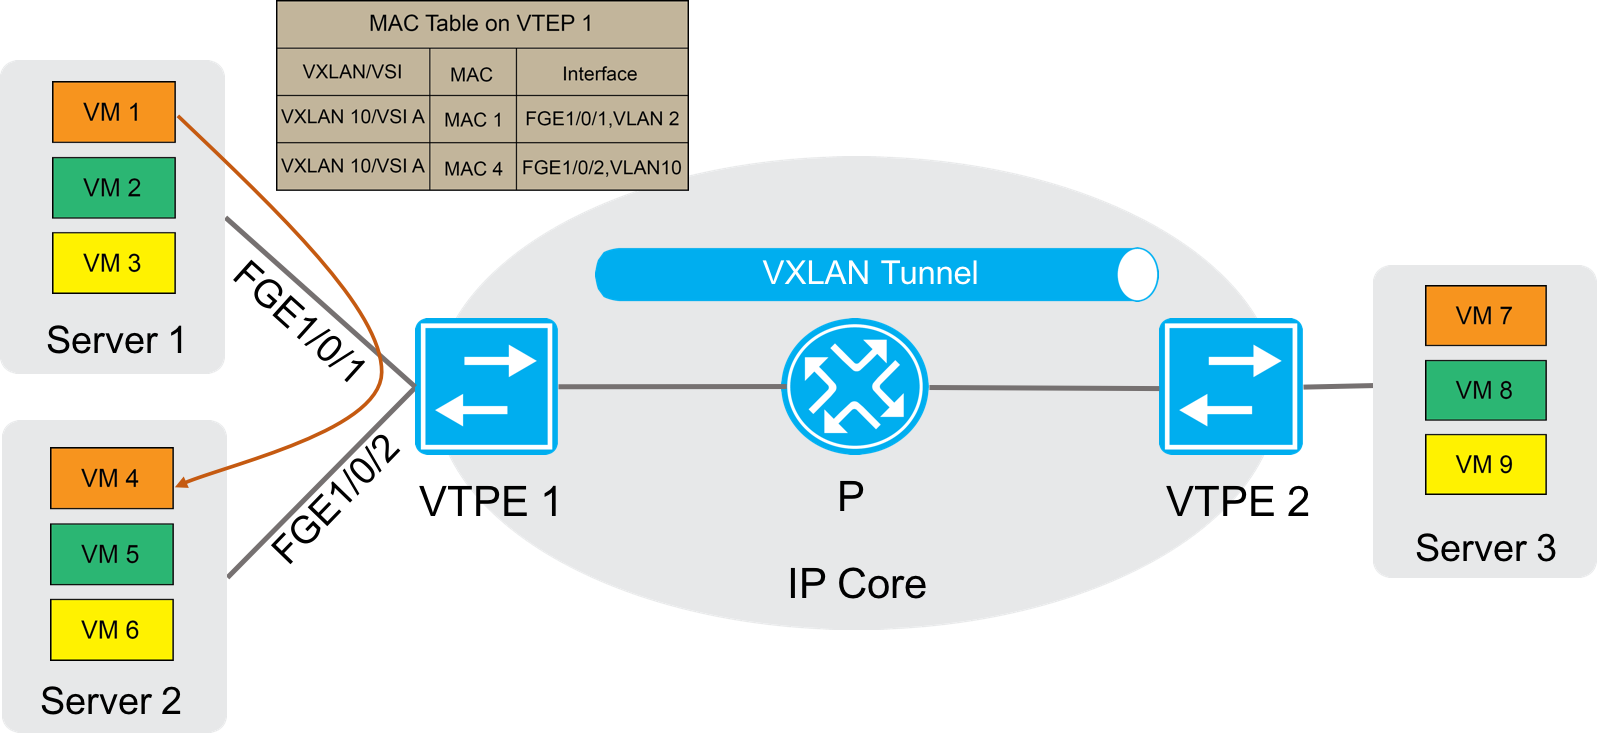 MAC Table on VTEP 1
VXLAN/VSI MAC Interface
VXLAN 10/VSI A MAC 1 FGE1/0/1,VLAN 2
VXLAN 10/VSI A MAC 4 FGE1/0/2,VLAN10
VM 1
VM 2
VM 3
Server 1
FGE1/0/1
VM 4
VM 5
VM 6
Server 2
FGE1/0/2
VXLAN Tunnel
VTPE 1
P
VTPE 2
IP Core
VM 7
VM 8
VM 9
Server 3